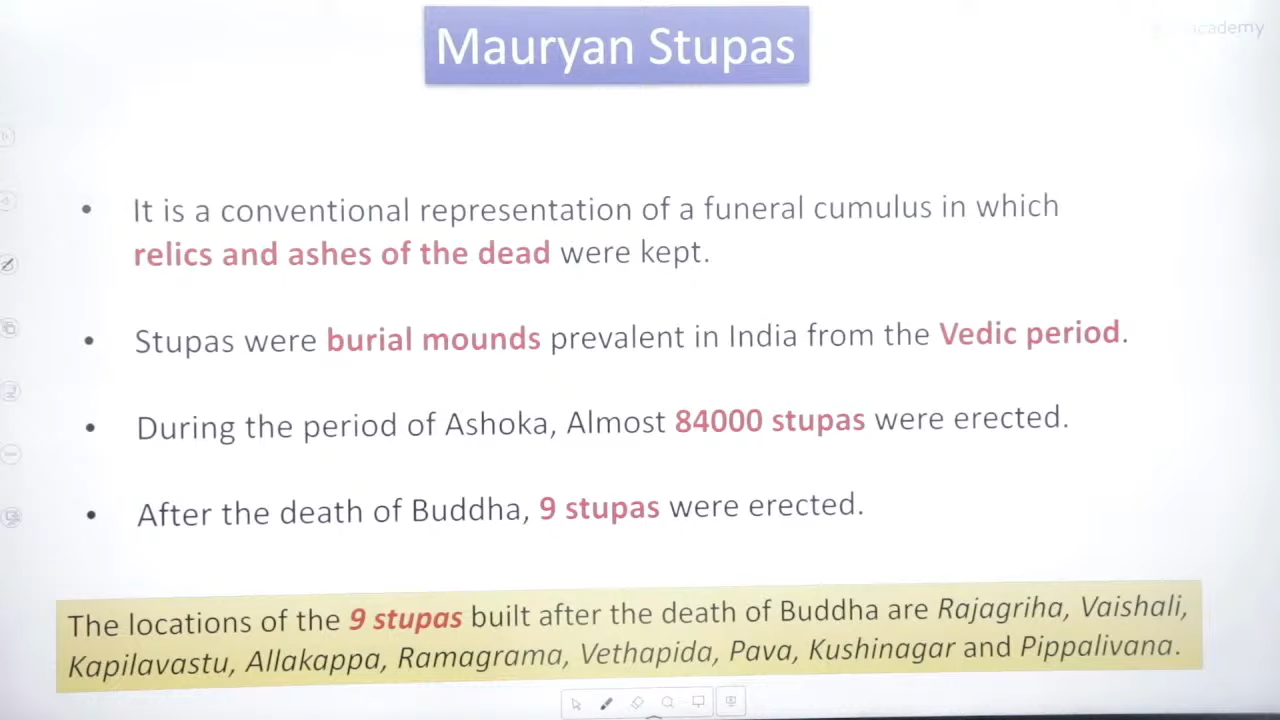 academy
Mauryan Stupas
• It is a conventional representation of a funeral cumulus in which
relics and ashes of the dead were kept.
• Stupas were burial mounds prevalent in India from the Vedic period.
• During the period of Ashoka, Almost 84000 stupas were erected.
• After the death of Buddha, 9 stupas were erected.
The locations of the 9 stupas built after the death of Buddha are Rajagriha, Vaishali,
Kapilavastu, Allakappa, Ramagrama, Vethapida, Pava, Kushinagar and Pippalivana.